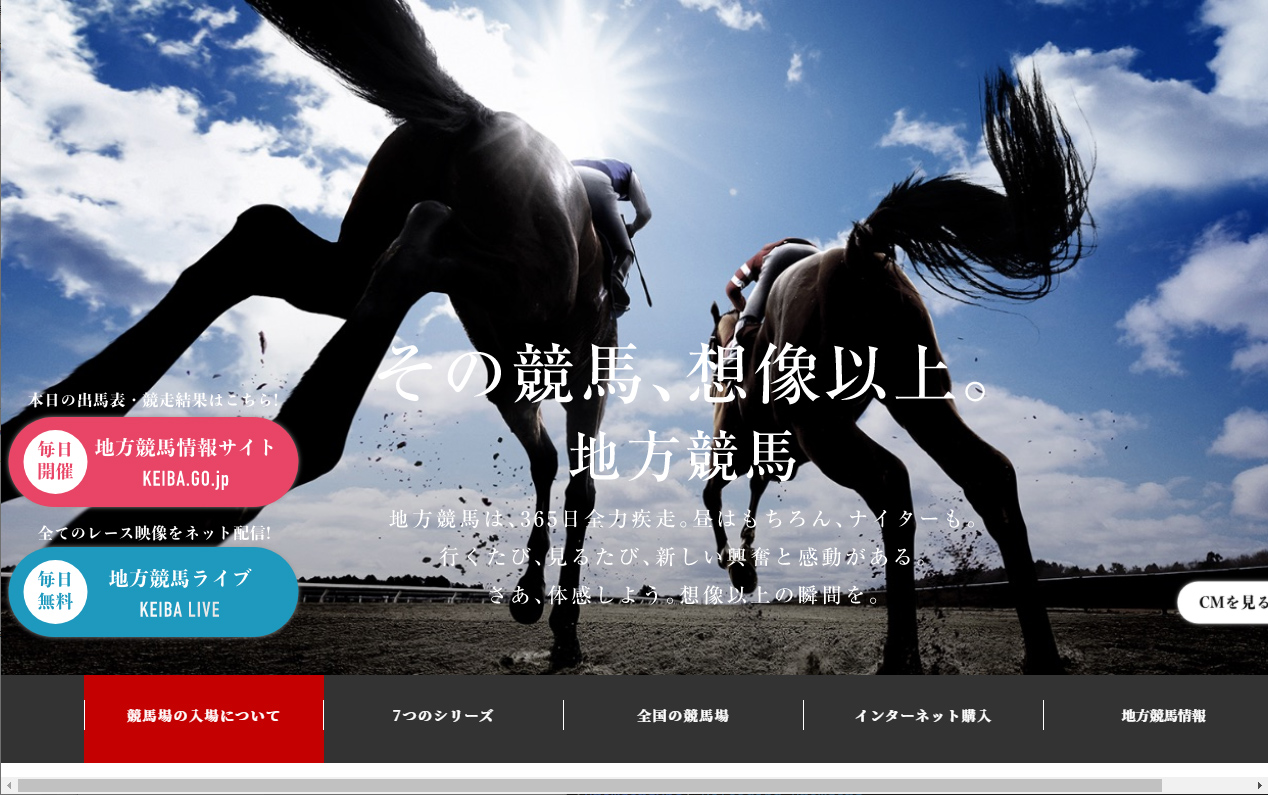 その競馬、想像以上。
地方競馬
地方競馬は、365日全力疾走。昼はもちろん、ナイターも。
行くたび、見るたび、新しい興奮と感動がある。
さあ、体感しよう。想像以上の瞬間を。
本日の出馬表・競走結果はこちら!
毎日
開催
地方競馬情報サイト
KEIBA.GO.jp
全てのレース映像をネット配信!
毎日
無料
地方競馬ライブ
KEIBA LIVE
CMを見る
競馬場の入場について
7つのシリーズ
全国の競馬場
インターネット購入
地方競馬情報